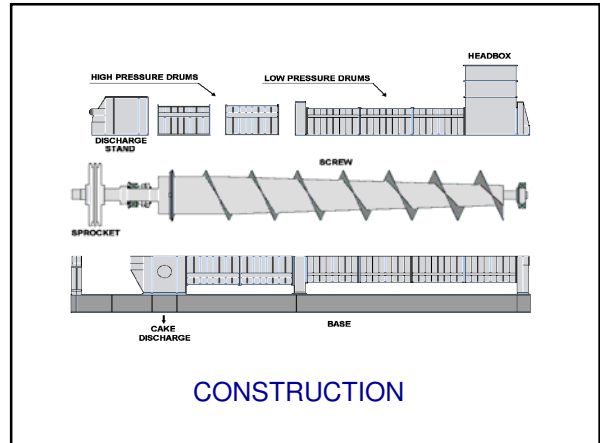 HEADBOX
HIGH PRESSURE DRUMS
LOW PRESSURE DRUMS
DISCHARGE
STAND
SCREW
SPROCKET
CAKE
DISCHARGE
BASE
CONSTRUCTION